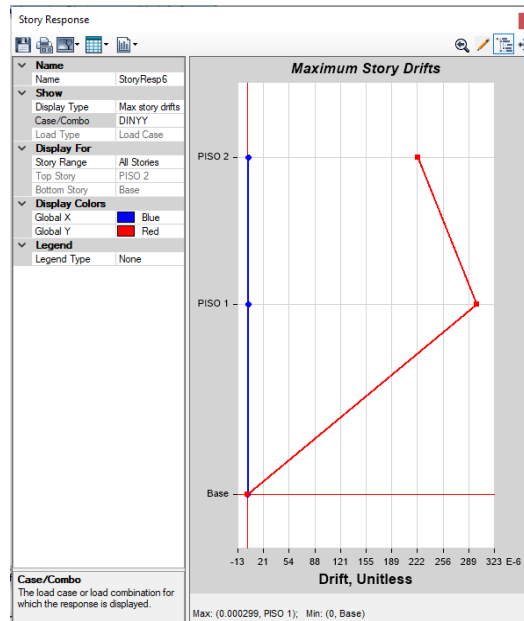 Story Response
Name
Name StoryResp6
Show
Display Type Max story drifts
Case/Combo DINYY
Load Type Load Case
Display For
Story Range All Stories
Top Story PISO 2
Bottom Story Base
Display Colors
Global X Blue
Global Y Red
Legend
Legend Type None
Case/Combo
The load case or load combination for
which the response is displayed.
Maximum Story Drifts
PISO 2
PISO 1
Base
-13 21 54 88 121 155 189 222 256 289 323 E-6
Drift, Unitless
Max: (0.000299, PISO 1); Min: (0, Base)